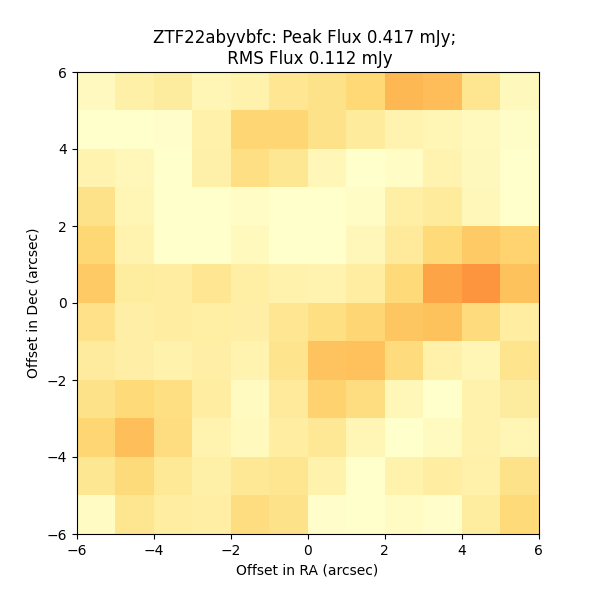 ZTF22abyvbfc: Peak Flux 0.417 mJy;
RMS Flux 0.112 mJy
6
4
2
0
−2
−4
−6
Offset in Dec (arcsec)
−6 −4 −2 0 2 4 6
Offset in RA (arcsec)